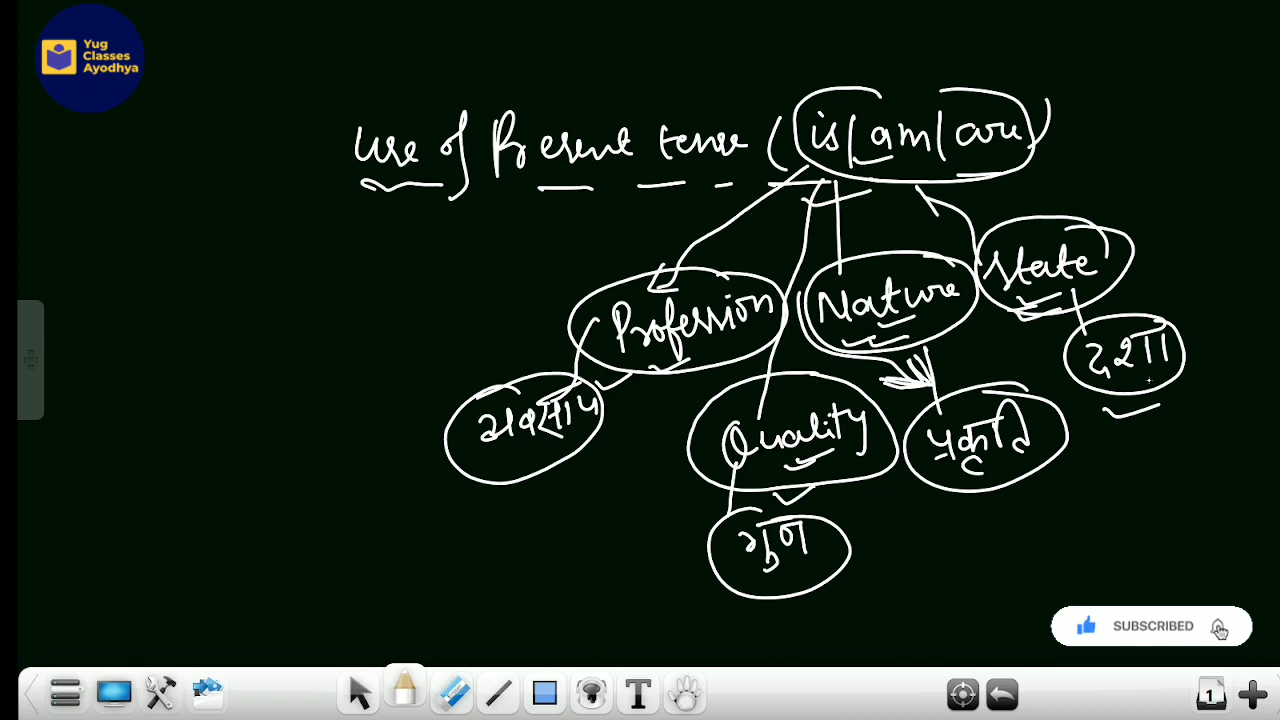 Yug
Classes
Ayodhya
Use of Present tense ( is/am/are )
Profession
Nature
State
दशा
व्यवसाय
Quality
प्रकृति
गुण
SUBSCRIBED
T
1